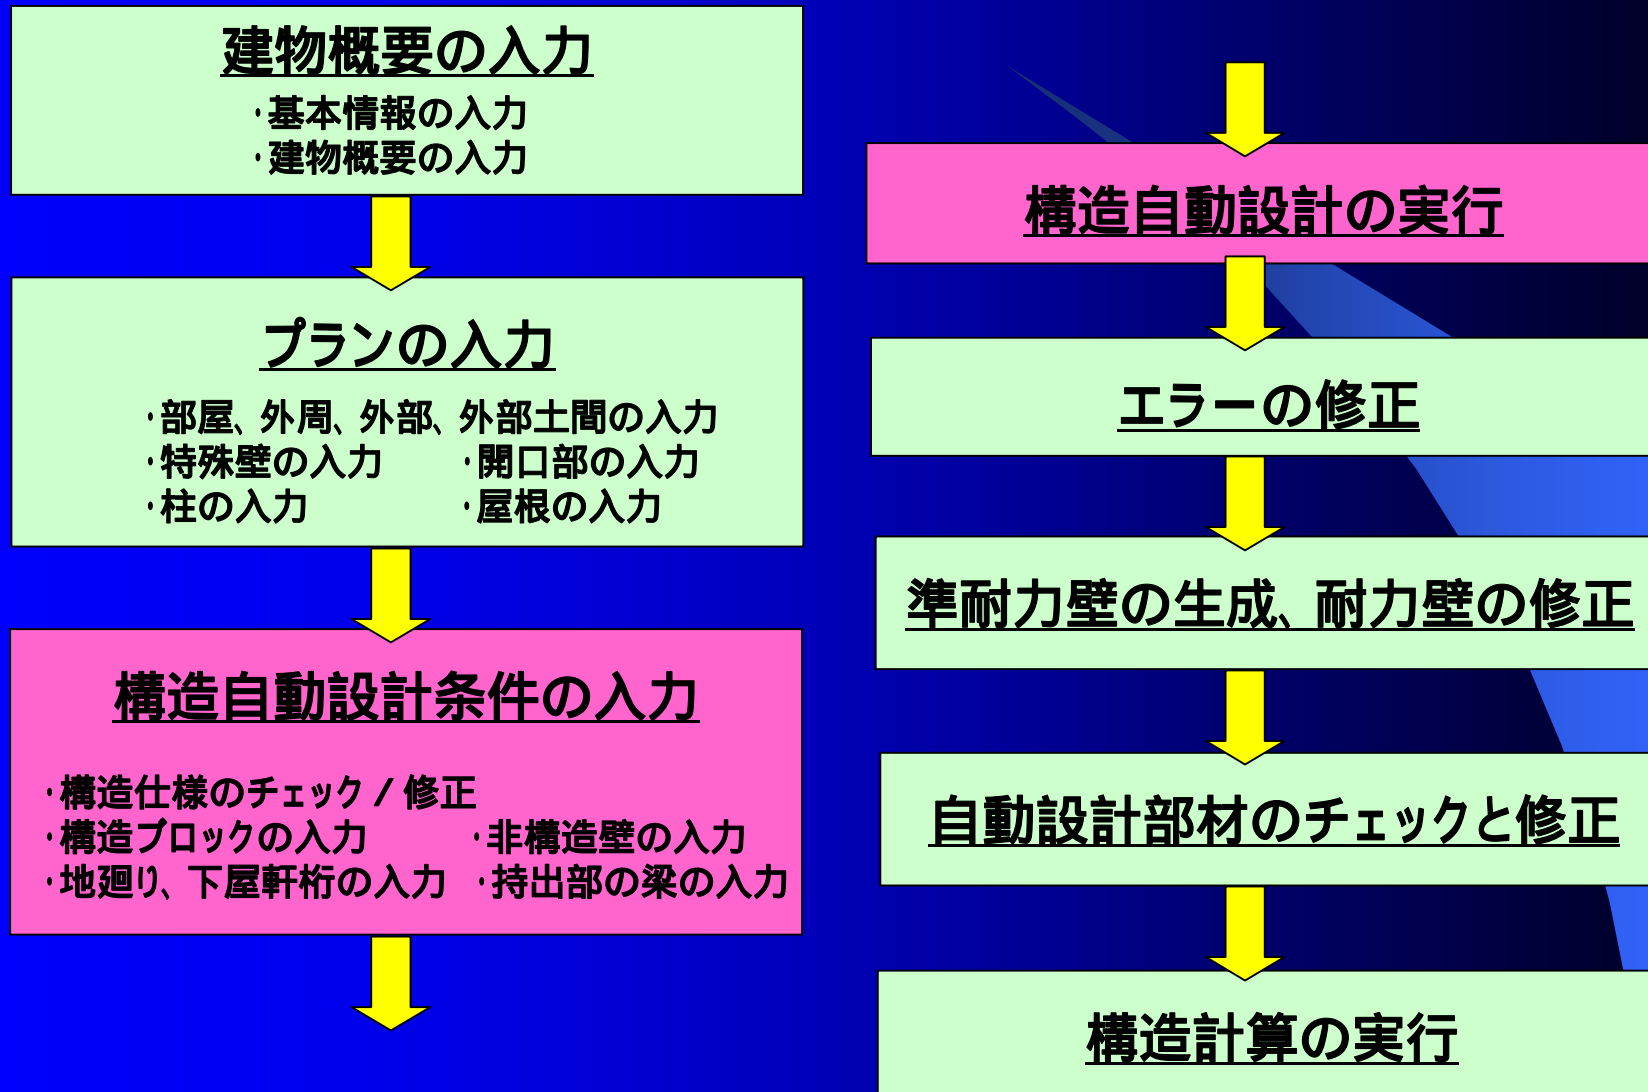 建物概要の入力
・基本情報の入力
・建物概要の入力
プランの入力
・部屋、外周、外部、外部土間の入力
・特殊壁の入力　　・開口部の入力
・柱の入力　　・屋根の入力
構造自動設計条件の入力
・構造仕様のチェック/修正
・構造ブロックの入力　　・非構造壁の入力
・地廻り、下屋軒桁の入力　・持出部の梁の入力
構造自動設計の実行
エラーの修正
準耐力壁の生成、耐力壁の修正
自動設計部材のチェックと修正
構造計算の実行